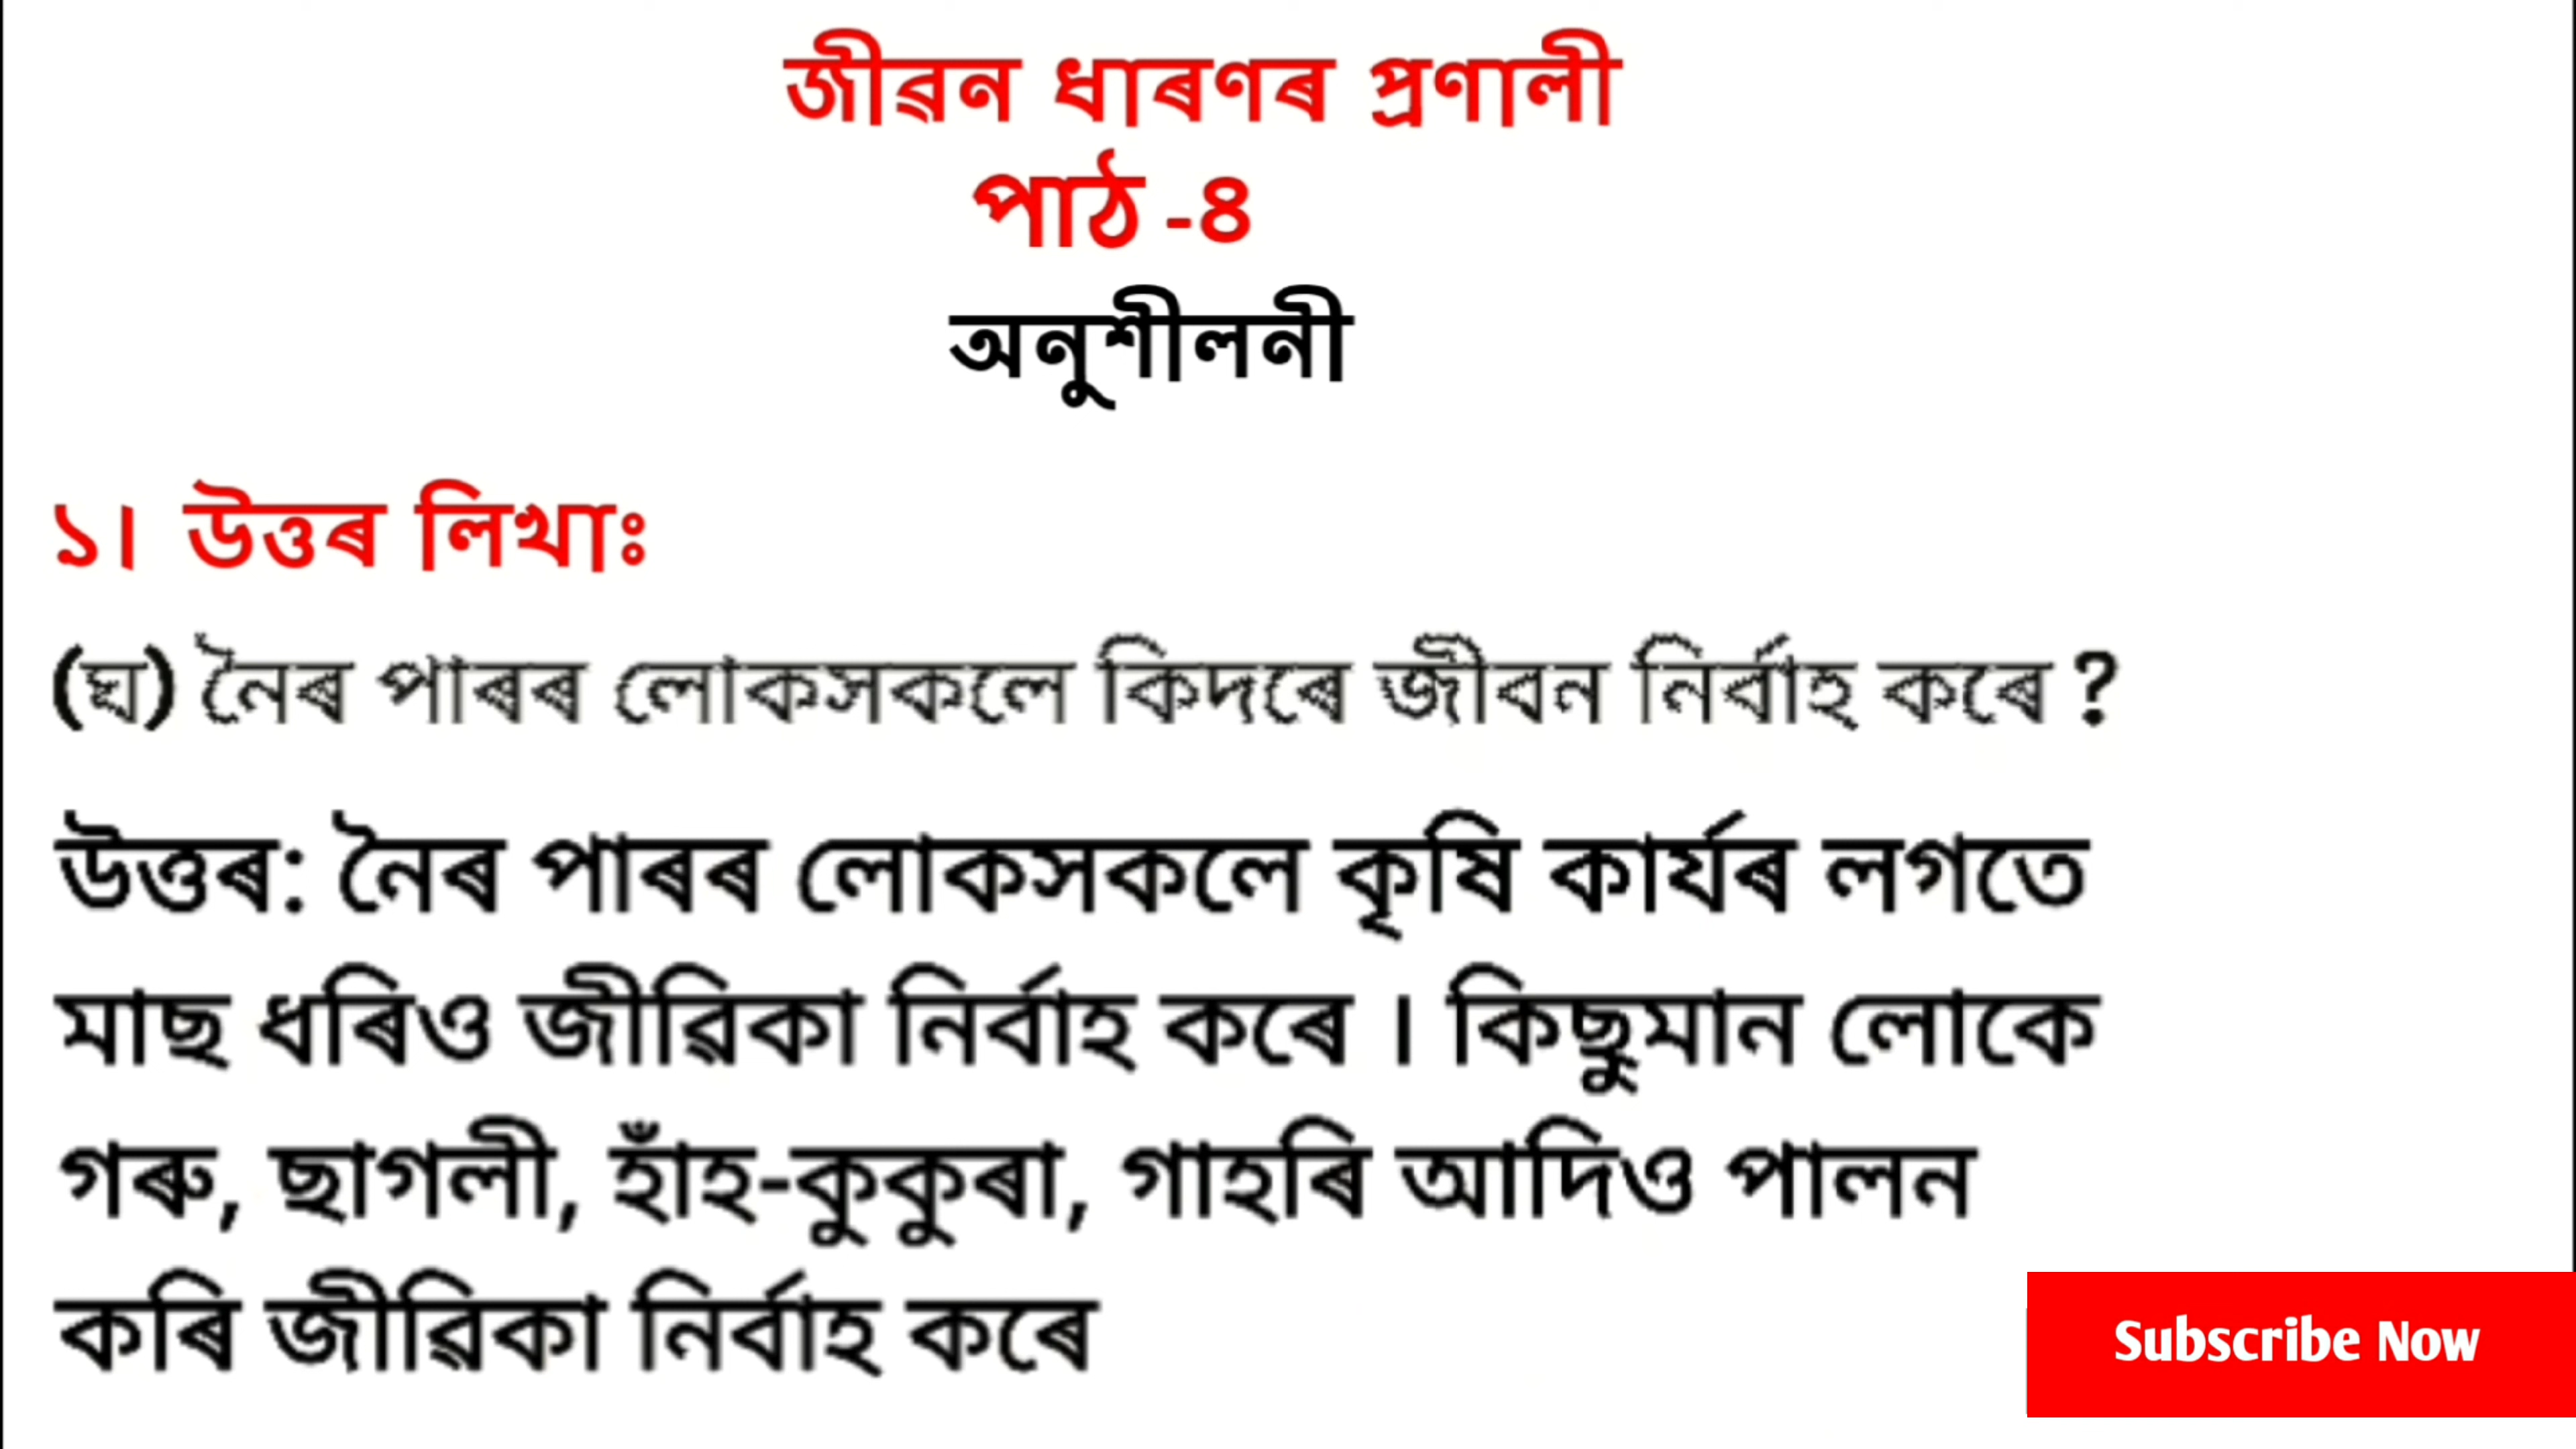 জীৱন ধাৰণৰ প্ৰণালী
পাঠ -৪
অনুশীলনী
১। উত্তৰ লিখাঃ
(ঘ) নৈৰ পাৰৰ লোকসকলে কিদৰে জীবন নিৰ্বাহ কৰে ?
উত্তৰ: নৈৰ পাৰৰ লোকসকলে কৃষি কাৰ্যৰ লগতে
মাছ ধৰিও জীৱিকা নিৰ্বাহ কৰে । কিছুমান লোকে
গৰু, ছাগলী, হাঁহ-কুকুৰা, গাহৰি আদিও পালন
কৰি জীৱিকা নিৰ্বাহ কৰে
Subscribe Now